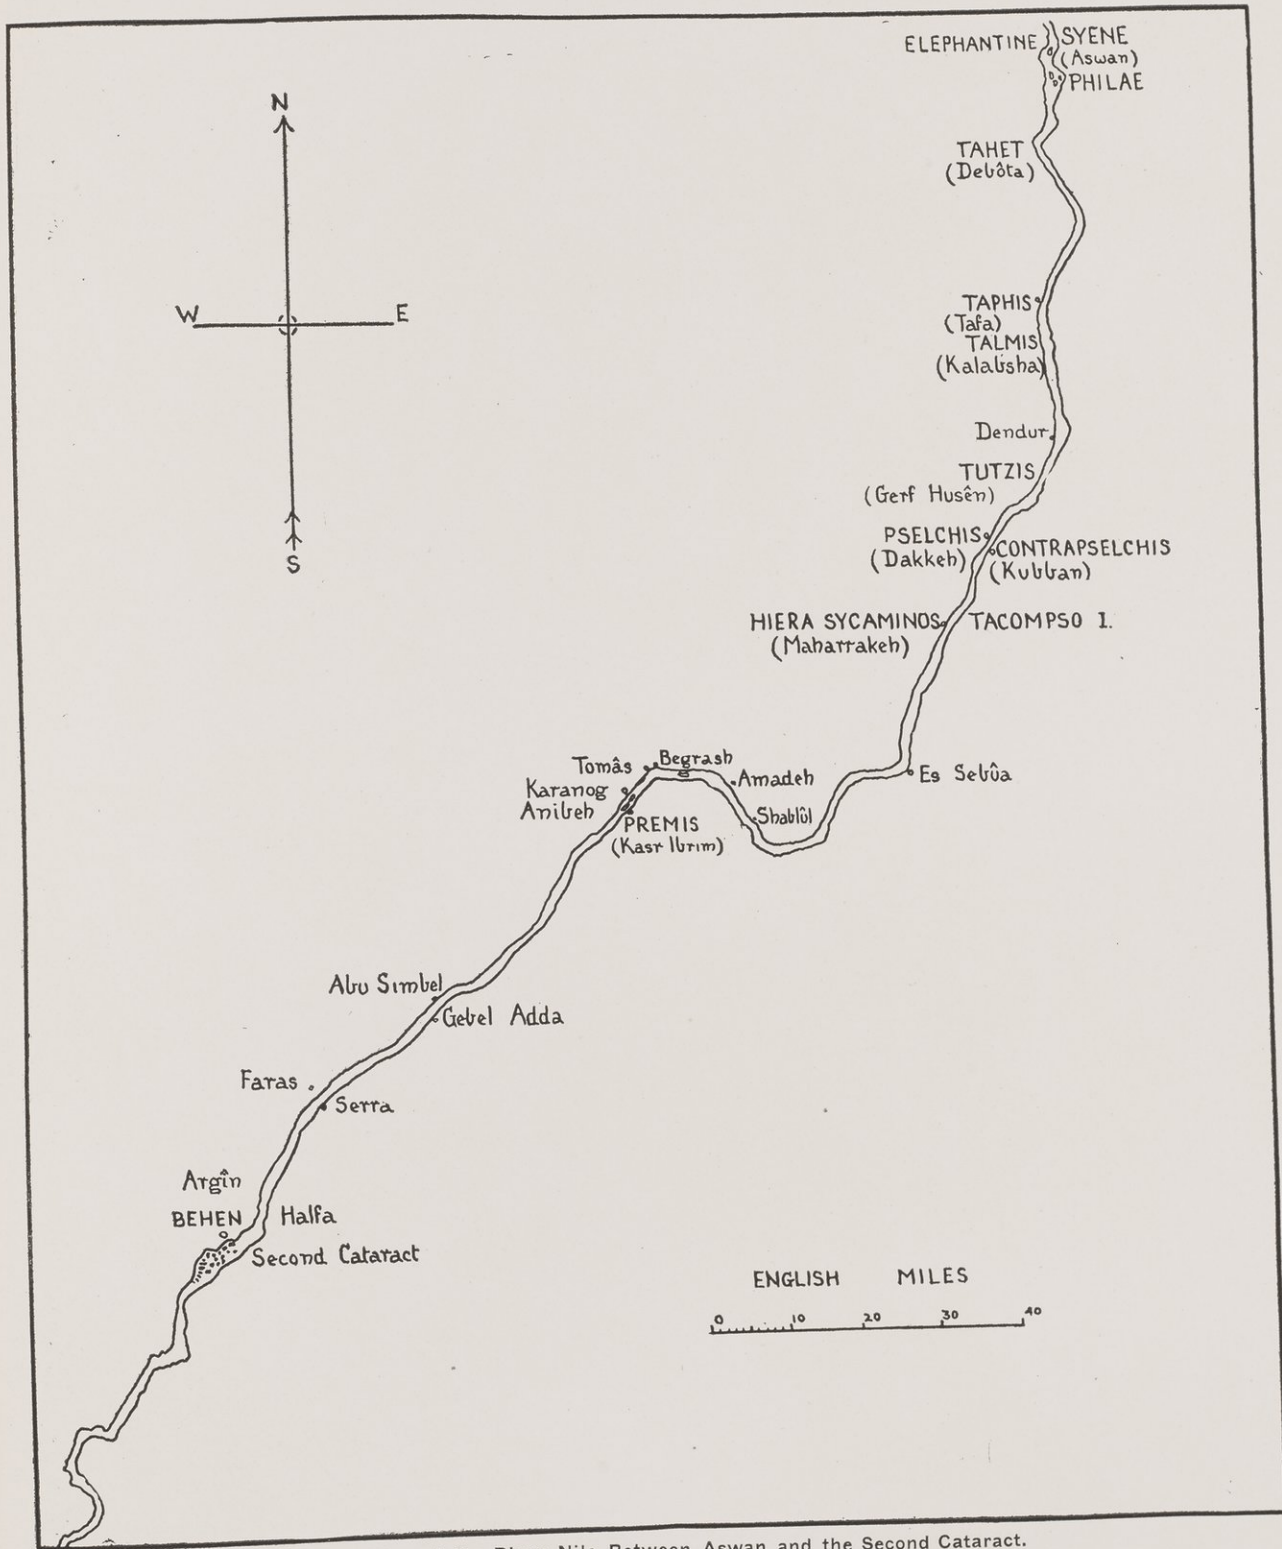 ELEPHANTINE
SYENE
(Aswan)
PHILAE
N
TAHET
(Debôta)
W
E
TAPHIS
(Tafa)
TALMIS
(Kalabsha)
Dendur
TUTZIS
(Gerf Husên)
S
PSELCHIS
(Dakkeh)
CONTRAPSELCHIS
(Kubban)
HIERA SYCAMINOS
(Maharrakeh)
TACOMPSO I.
Tomâs
Begrash
Amadeh
Es Sebûa
Karanog
Anibeh
Shablûl
PREMIS
(Kasr Ibrim)
Abu Simbel
Gebel Adda
Faras
Serra
Argîn
BEHEN
Halfa
Second Cataract
ENGLISH MILES
0 10 20 30 40
Nile Between Aswan and the Second Cataract.